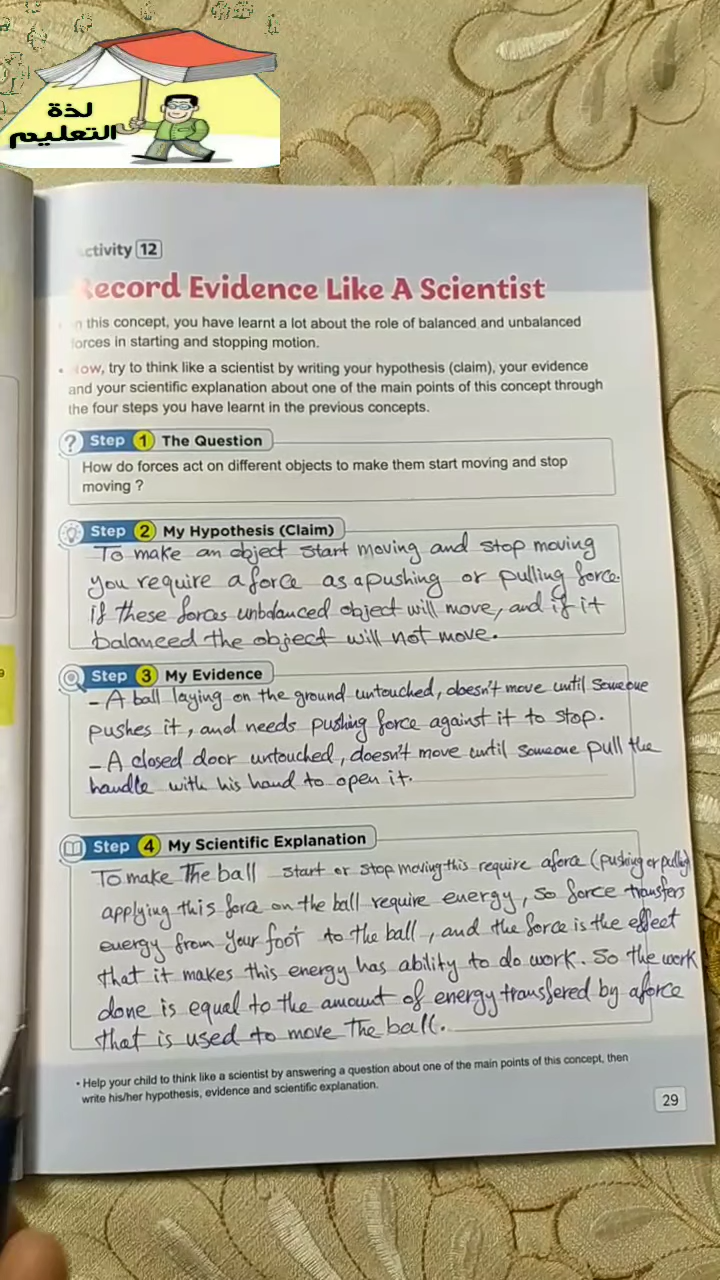 لذة
التعليم
ctivity 12
Record Evidence Like A Scientist
n this concept, you have learnt a lot about the role of balanced and unbalanced
forces in starting and stopping motion.
• Now, try to think like a scientist by writing your hypothesis (claim), your evidence
and your scientific explanation about one of the main points of this concept through
the four steps you have learnt in the previous concepts.
? Step 1 The Question
How do forces act on different objects to make them start moving and stop
moving ?
Step 2 My Hypothesis (Claim)
To make an object start moving and stop moving
you require a force as a pushing or pulling force.
if these forces unbalanced object will move, and if it
balanced the object will not move.
Step 3 My Evidence
- A ball laying on the ground untouched, doesn't move until someone
pushes it, and needs pushing force against it to stop.
- A closed door untouched, doesn't move until someone pull the
handle with his hand to open it.
Step 4 My Scientific Explanation
To make The ball start or stop moving this require a force (pushing or pulling)
applying this force on the ball require energy, so force transfers
energy from your foot to the ball, and the force is the effect
that it makes this energy has ability to do work. So the work
done is equal to the amount of energy transfered by a force
that is used to move The ball.
• Help your child to think like a scientist by answering a question about one of the main points of this concept, then
write his/her hypothesis, evidence and scientific explanation.
29